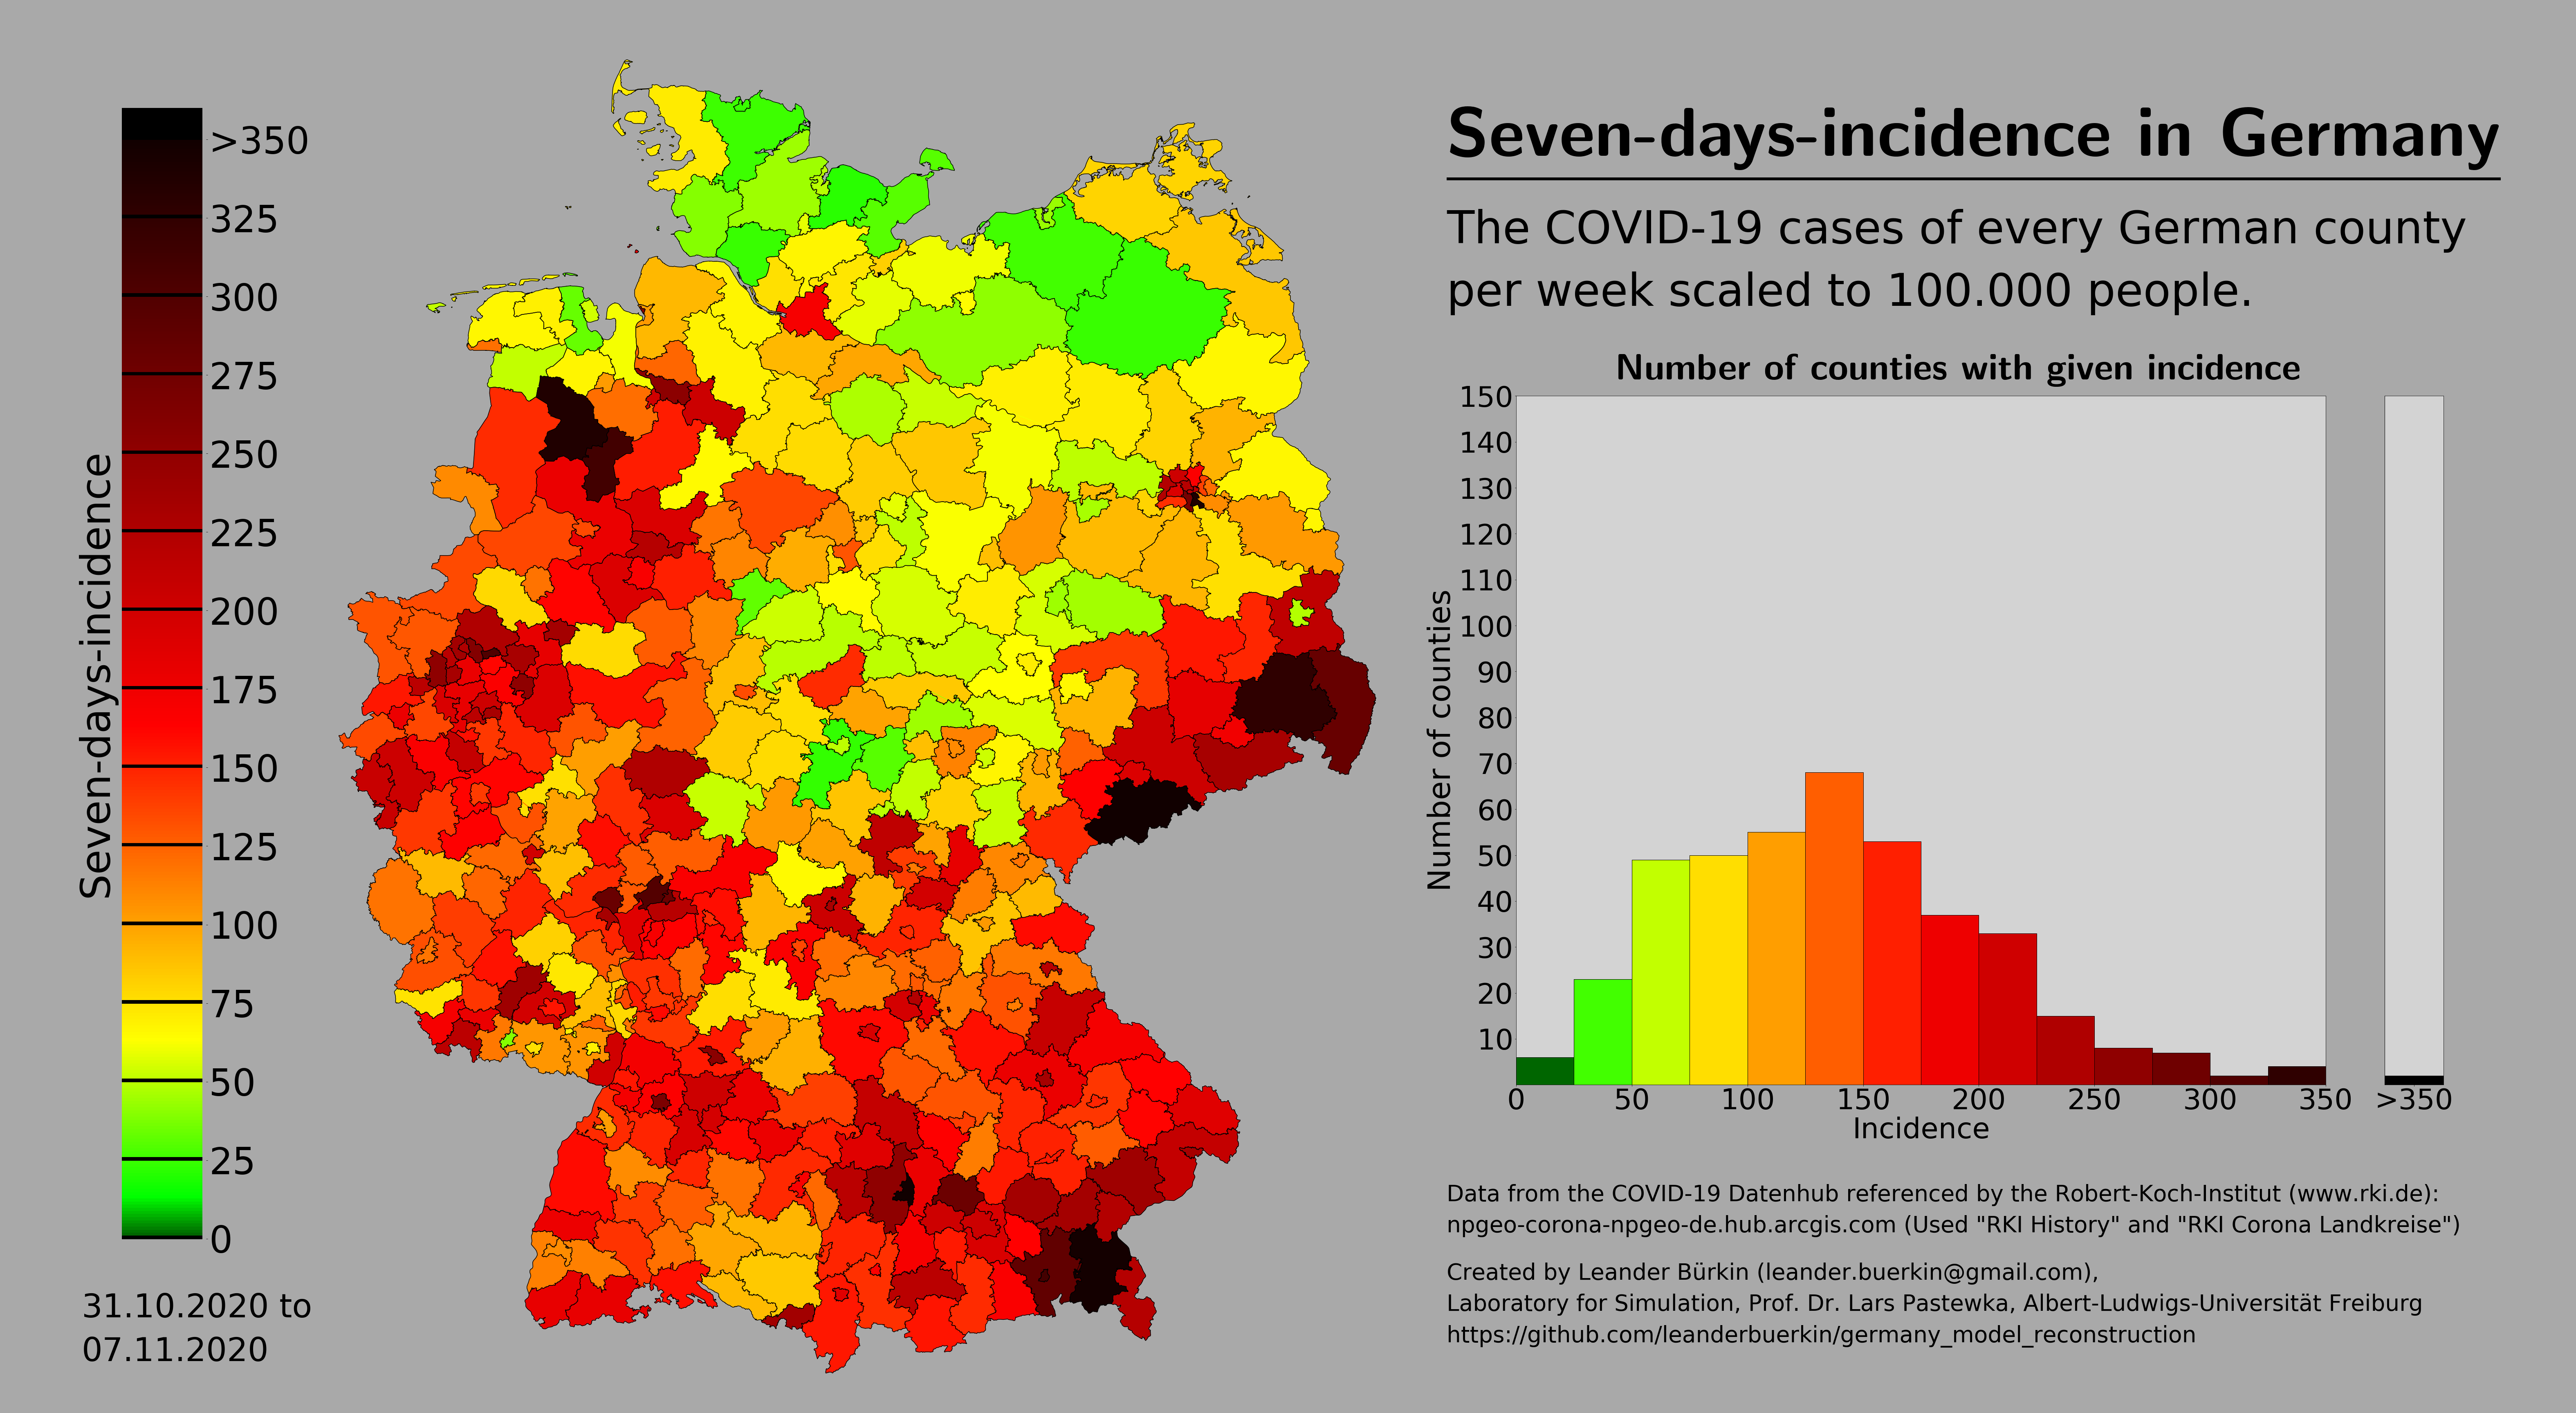 Seven-days-incidence in Germany
The COVID-19 cases of every German county
per week scaled to 100.000 people.
Seven-days-incidence
>350
325
300
275
250
225
200
175
150
125
100
75
50
25
0
31.10.2020 to
07.11.2020
Number of counties with given incidence
Number of counties
150
140
130
120
110
100
90
80
70
60
50
40
30
20
10
0 50 100 150 200 250 300 350 >350
Incidence
Data from the COVID-19 Datenhub referenced by the Robert-Koch-Institut (www.rki.de):
npgeo-corona-npgeo-de.hub.arcgis.com (Used "RKI History" and "RKI Corona Landkreise")
Created by Leander Bürkin (leander.buerkin@gmail.com),
Laboratory for Simulation, Prof. Dr. Lars Pastewka, Albert-Ludwigs-Universität Freiburg
https://github.com/leanderbuerkin/germany_model_reconstruction